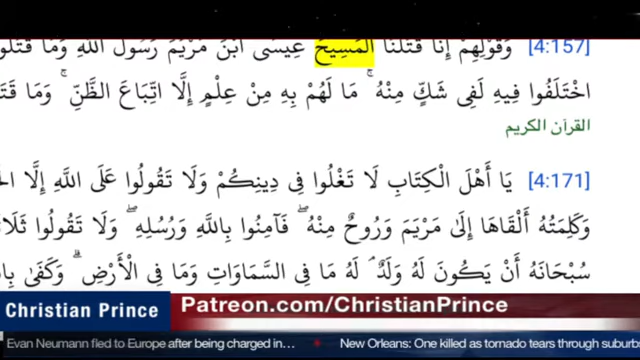 [4:157] وَقَوْلِهِمْ إِنَّا قَتَلْنَا الْمَسِيحَ عِيسَى ابْنَ مَرْيَمَ رَسُولَ اللَّهِ وَمَا قَتَلُو
اخْتَلَفُوا فِيهِ لَفِي شَكٍّ مِنْهُ ۚ مَا لَهُمْ بِهِ مِنْ عِلْمٍ إِلَّا اتِّبَاعَ الظَّنِّ ۚ وَمَا قَتَ
القرآن الكريم
[4:171] يَا أَهْلَ الْكِتَابِ لَا تَغْلُوا فِي دِينِكُمْ وَلَا تَقُولُوا عَلَى اللَّهِ إِلَّا
وَكَلِمَتُهُ أَلْقَاهَا إِلَىٰ مَرْيَمَ وَرُوحٌ مِنْهُ ۖ فَآمِنُوا بِاللَّهِ وَرُسُلِهِ ۖ وَلَا تَقُولُوا ثَلَا
سُبْحَانَهُ أَنْ يَكُونَ لَهُ وَلَدٌ ۘ لَهُ مَا فِي السَّمَاوَاتِ وَمَا فِي الْأَرْضِ ۗ وَكَفَىٰ
Christian Prince
Patreon.com/ChristianPrince
Evan Neumann fled to Europe after being charged in… New Orleans: One killed as tornado tears through suburbs